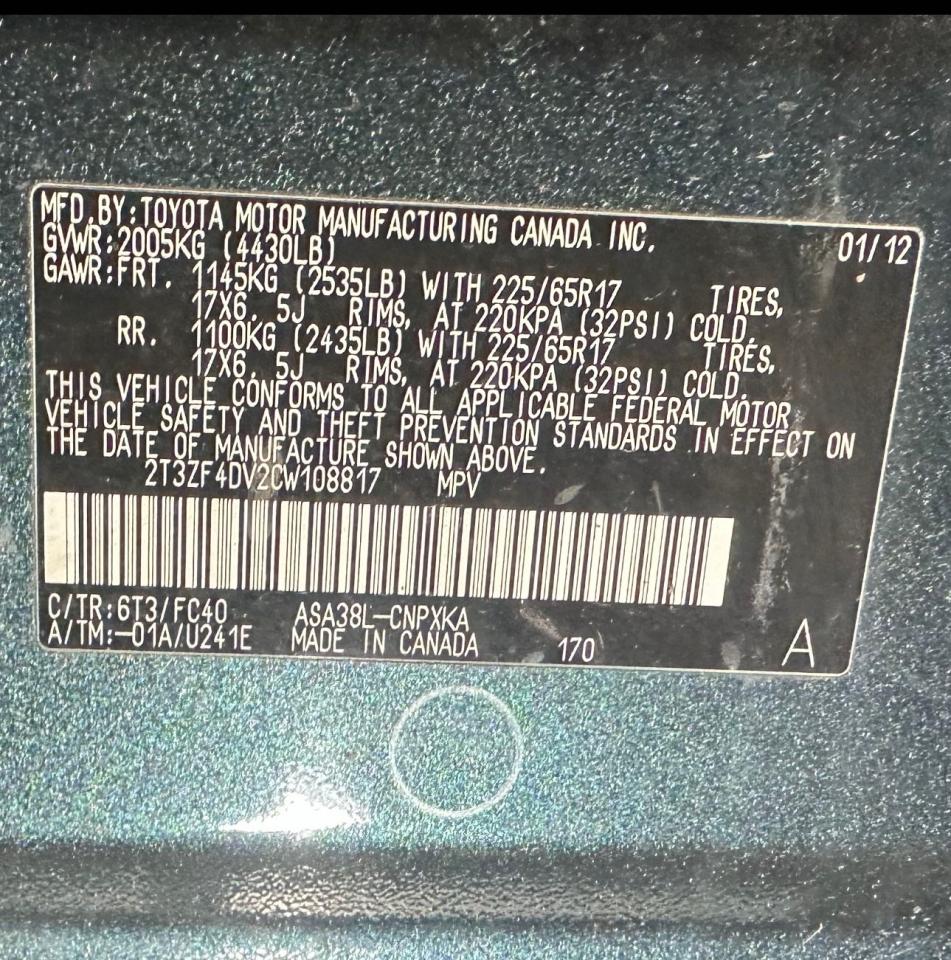 MFD.BY:TOYOTA MOTOR MANUFACTURING CANADA INC. 01/12
GVWR:2005KG (4430LB)
GAWR:FRT. 1145KG (2535LB) WITH 225/65R17 TIRES,
17X6.5J RIMS, AT 220KPA (32PSI) COLD.
RR. 1100KG (2435LB) WITH 225/65R17 TIRES,
17X6.5J RIMS, AT 220KPA (32PSI) COLD.
THIS VEHICLE CONFORMS TO ALL APPLICABLE FEDERAL MOTOR
VEHICLE SAFETY AND THEFT PREVENTION STANDARDS IN EFFECT ON
THE DATE OF MANUFACTURE SHOWN ABOVE.
2T3ZF4DV2CW108817 MPV
C/TR:6T3/FC40 ASA38L-CNPXKA
A/TM:-01A/U241E MADE IN CANADA 170 A